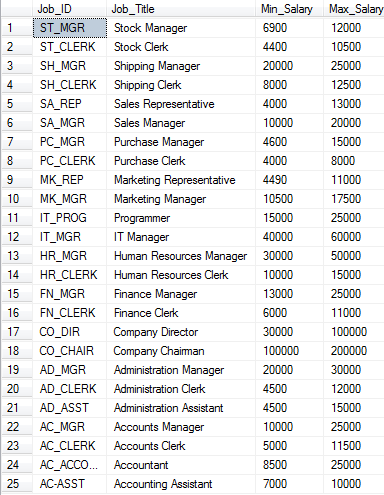 Job_ID Job_Title Min_Salary Max_Salary
1 ST_MGR Stock Manager 6900 12000
2 ST_CLERK Stock Clerk 4400 10500
3 SH_MGR Shipping Manager 20000 25000
4 SH_CLERK Shipping Clerk 8000 12500
5 SA_REP Sales Representative 4000 13000
6 SA_MGR Sales Manager 10000 20000
7 PC_MGR Purchase Manager 4600 15000
8 PC_CLERK Purchase Clerk 4000 8000
9 MK_REP Marketing Representative 4490 11000
10 MK_MGR Marketing Manager 10500 17500
11 IT_PROG Programmer 15000 25000
12 IT_MGR IT Manager 40000 60000
13 HR_MGR Human Resources Manager 30000 50000
14 HR_CLERK Human Resources Clerk 10000 15000
15 FN_MGR Finance Manager 13000 25000
16 FN_CLERK Finance Clerk 6000 11000
17 CO_DIR Company Director 30000 100000
18 CO_CHAIR Company Chairman 100000 200000
19 AD_MGR Administration Manager 20000 30000
20 AD_CLERK Administration Clerk 4500 12000
21 AD_ASST Administration Assistant 4500 15000
22 AC_MGR Accounts Manager 10000 25000
23 AC_CLERK Accounts Clerk 5000 11500
24 AC_ACCO... Accountant 8500 25000
25 AC-ASST Accounting Assistant 7000 10000